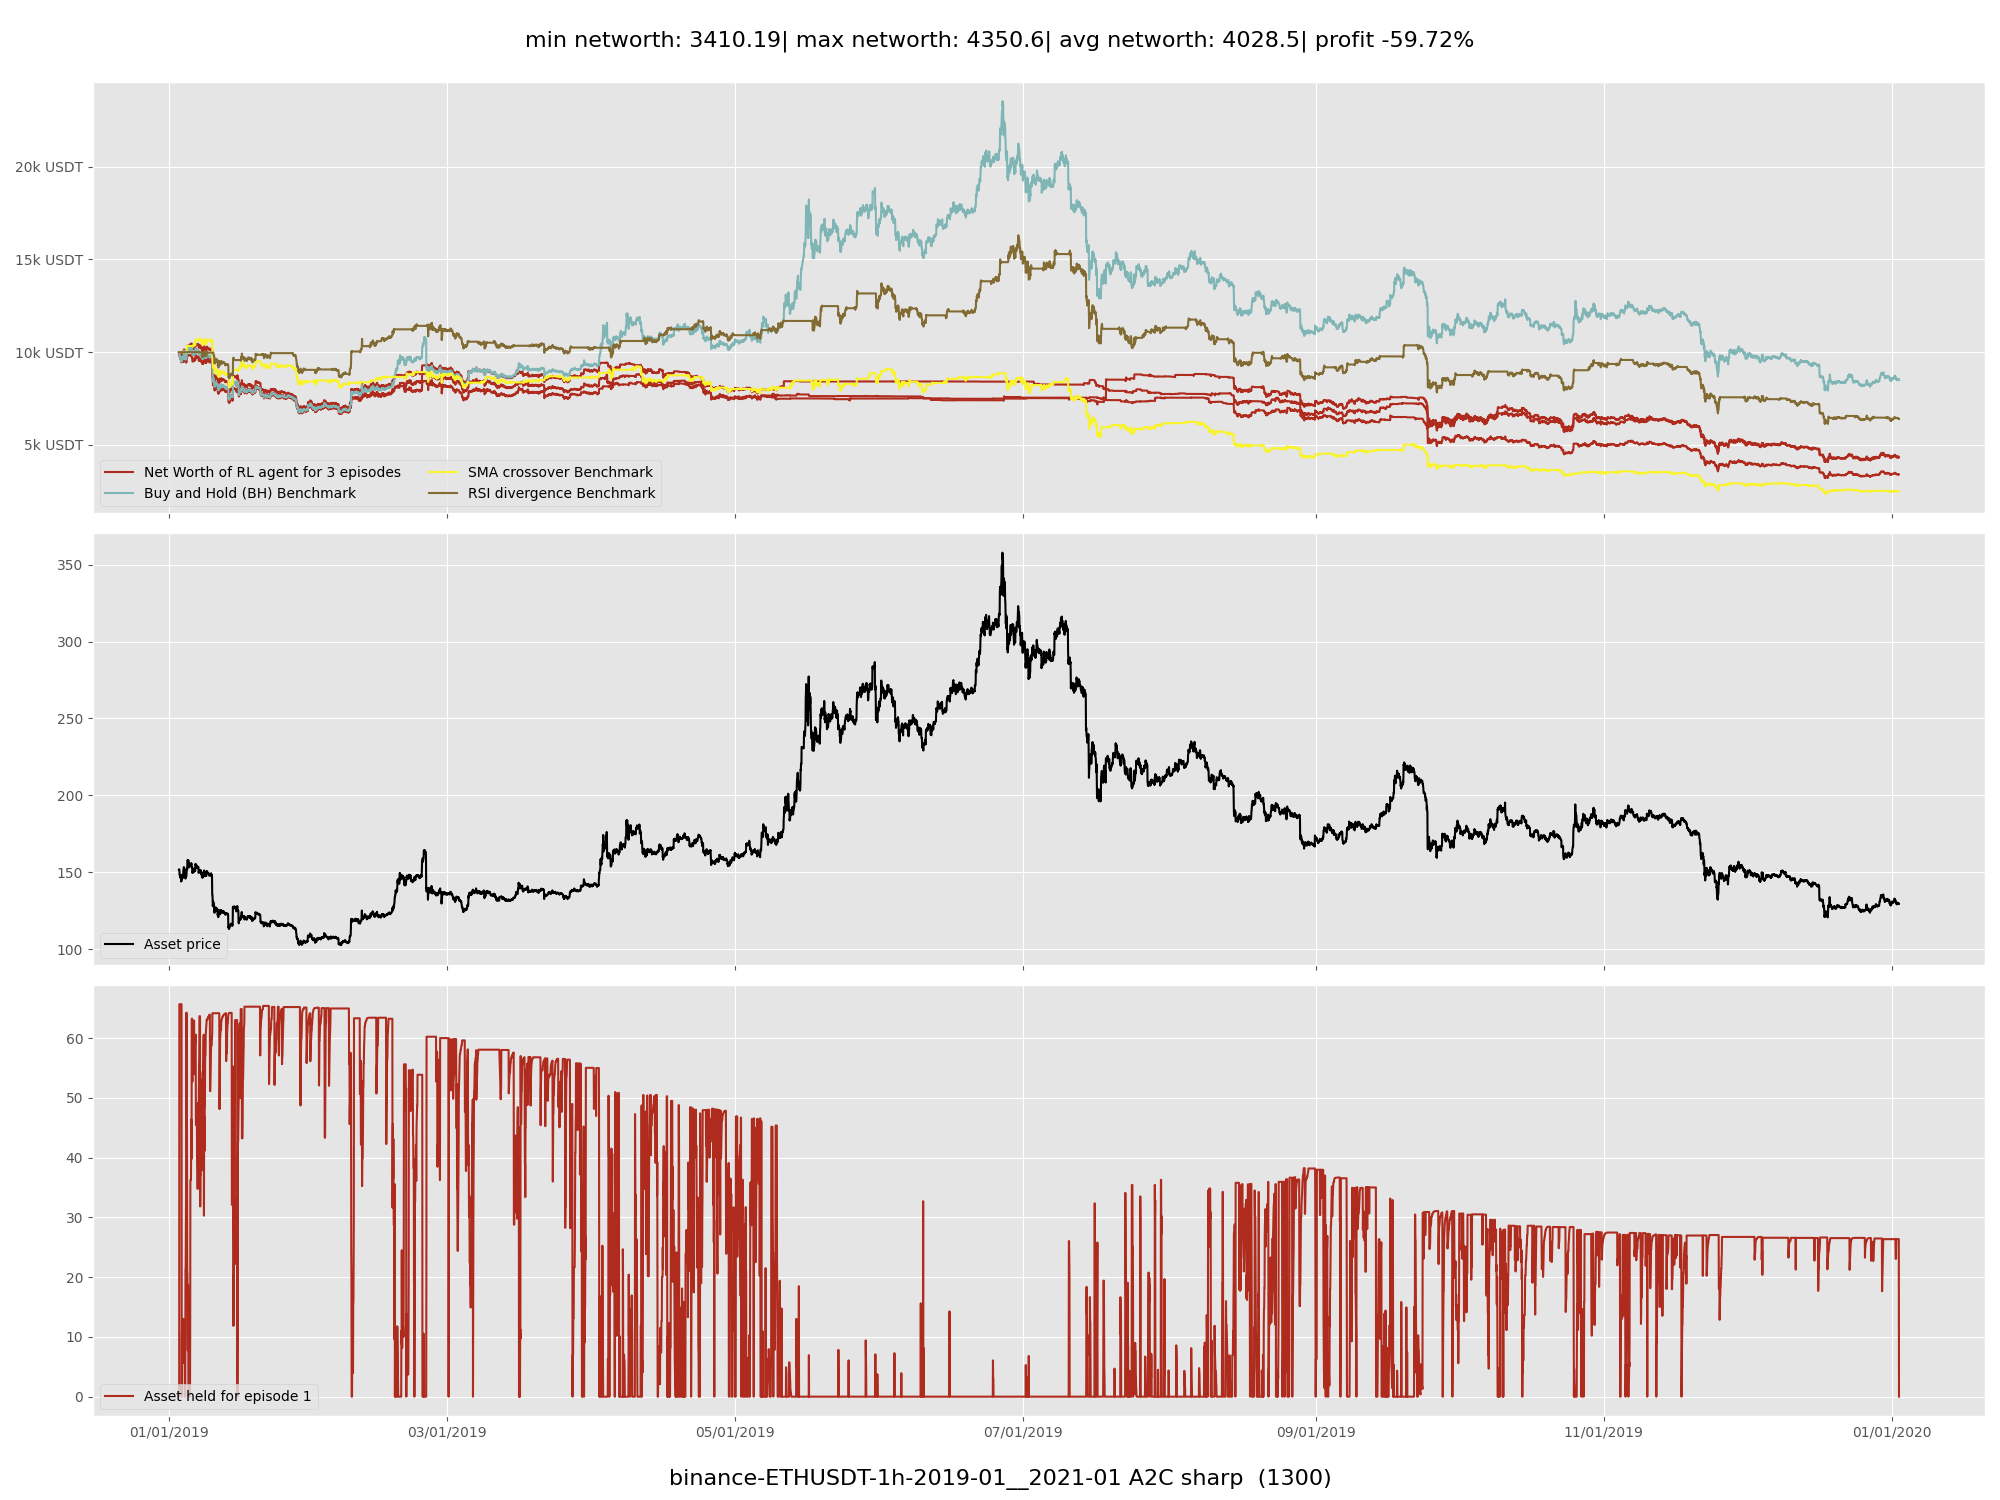 min networth: 3410.19| max networth: 4350.6| avg networth: 4028.5| profit -59.72%
20k USDT
15k USDT
10k USDT
5k USDT
Net Worth of RL agent for 3 episodes
Buy and Hold (BH) Benchmark
SMA crossover Benchmark
RSI divergence Benchmark
350
300
250
200
150
100
Asset price
60
50
40
30
20
10
0
Asset held for episode 1
01/01/2019 03/01/2019 05/01/2019 07/01/2019 09/01/2019 11/01/2019 01/01/2020
binance-ETHUSDT-1h-2019-01__2021-01 A2C sharp (1300)